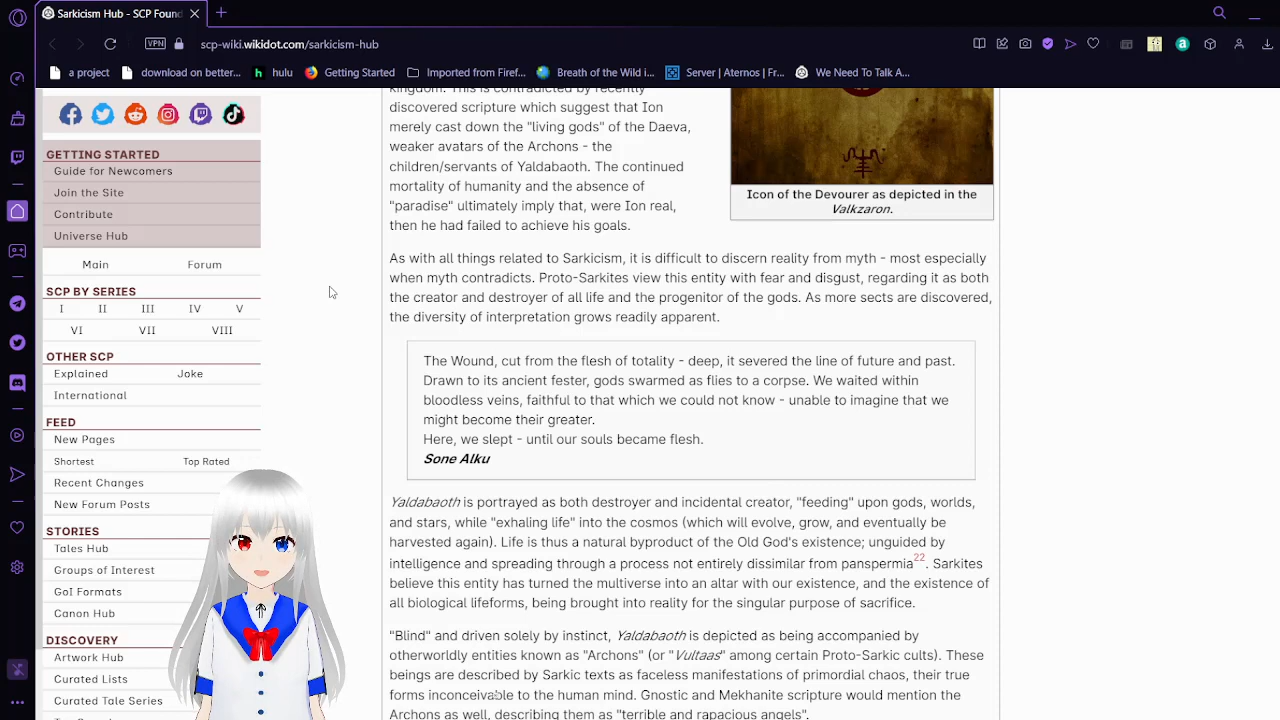 Sarkicism Hub - SCP Found
scp-wiki.wikidot.com/sarkicism-hub
VPN
a project
download on better...
hulu
Getting Started
Imported from Firef...
Breath of the Wild i...
Server | Aternos | Fr...
We Need To Talk A...
GETTING STARTED
Guide for Newcomers
Join the Site
Contribute
Universe Hub
Main Forum
SCP BY SERIES
I II III IV V
VI VII VIII
OTHER SCP
Explained Joke
International
FEED
New Pages
Shortest Top Rated
Recent Changes
New Forum Posts
STORIES
Tales Hub
Groups of Interest
GoI Formats
Canon Hub
DISCOVERY
Artwork Hub
Curated Lists
Curated Tale Series
kingdom. This is contradicted by recently
discovered scripture which suggest that Ion
merely cast down the "living gods" of the Daeva,
weaker avatars of the Archons - the
children/servants of Yaldabaoth. The continued
mortality of humanity and the absence of
"paradise" ultimately imply that, were Ion real,
then he had failed to achieve his goals.
Icon of the Devourer as depicted in the
Valkzaron.
As with all things related to Sarkicism, it is difficult to discern reality from myth - most especially
when myth contradicts. Proto-Sarkites view this entity with fear and disgust, regarding it as both
the creator and destroyer of all life and the progenitor of the gods. As more sects are discovered,
the diversity of interpretation grows readily apparent.
The Wound, cut from the flesh of totality - deep, it severed the line of future and past.
Drawn to its ancient fester, gods swarmed as flies to a corpse. We waited within
bloodless veins, faithful to that which we could not know - unable to imagine that we
might become their greater.
Here, we slept - until our souls became flesh.
Sone Alku
Yaldabaoth is portrayed as both destroyer and incidental creator, "feeding" upon gods, worlds,
and stars, while "exhaling life" into the cosmos (which will evolve, grow, and eventually be
harvested again). Life is thus a natural byproduct of the Old God's existence; unguided by
intelligence and spreading through a process not entirely dissimilar from panspermia22. Sarkites
believe this entity has turned the multiverse into an altar with our existence, and the existence of
all biological lifeforms, being brought into reality for the singular purpose of sacrifice.
"Blind" and driven solely by instinct, Yaldabaoth is depicted as being accompanied by
otherworldly entities known as "Archons" (or "Vultaas" among certain Proto-Sarkic cults). These
beings are described by Sarkic texts as faceless manifestations of primordial chaos, their true
forms inconceivable to the human mind. Gnostic and Mekhanite scripture would mention the
Archons as well, describing them as "terrible and rapacious angels".